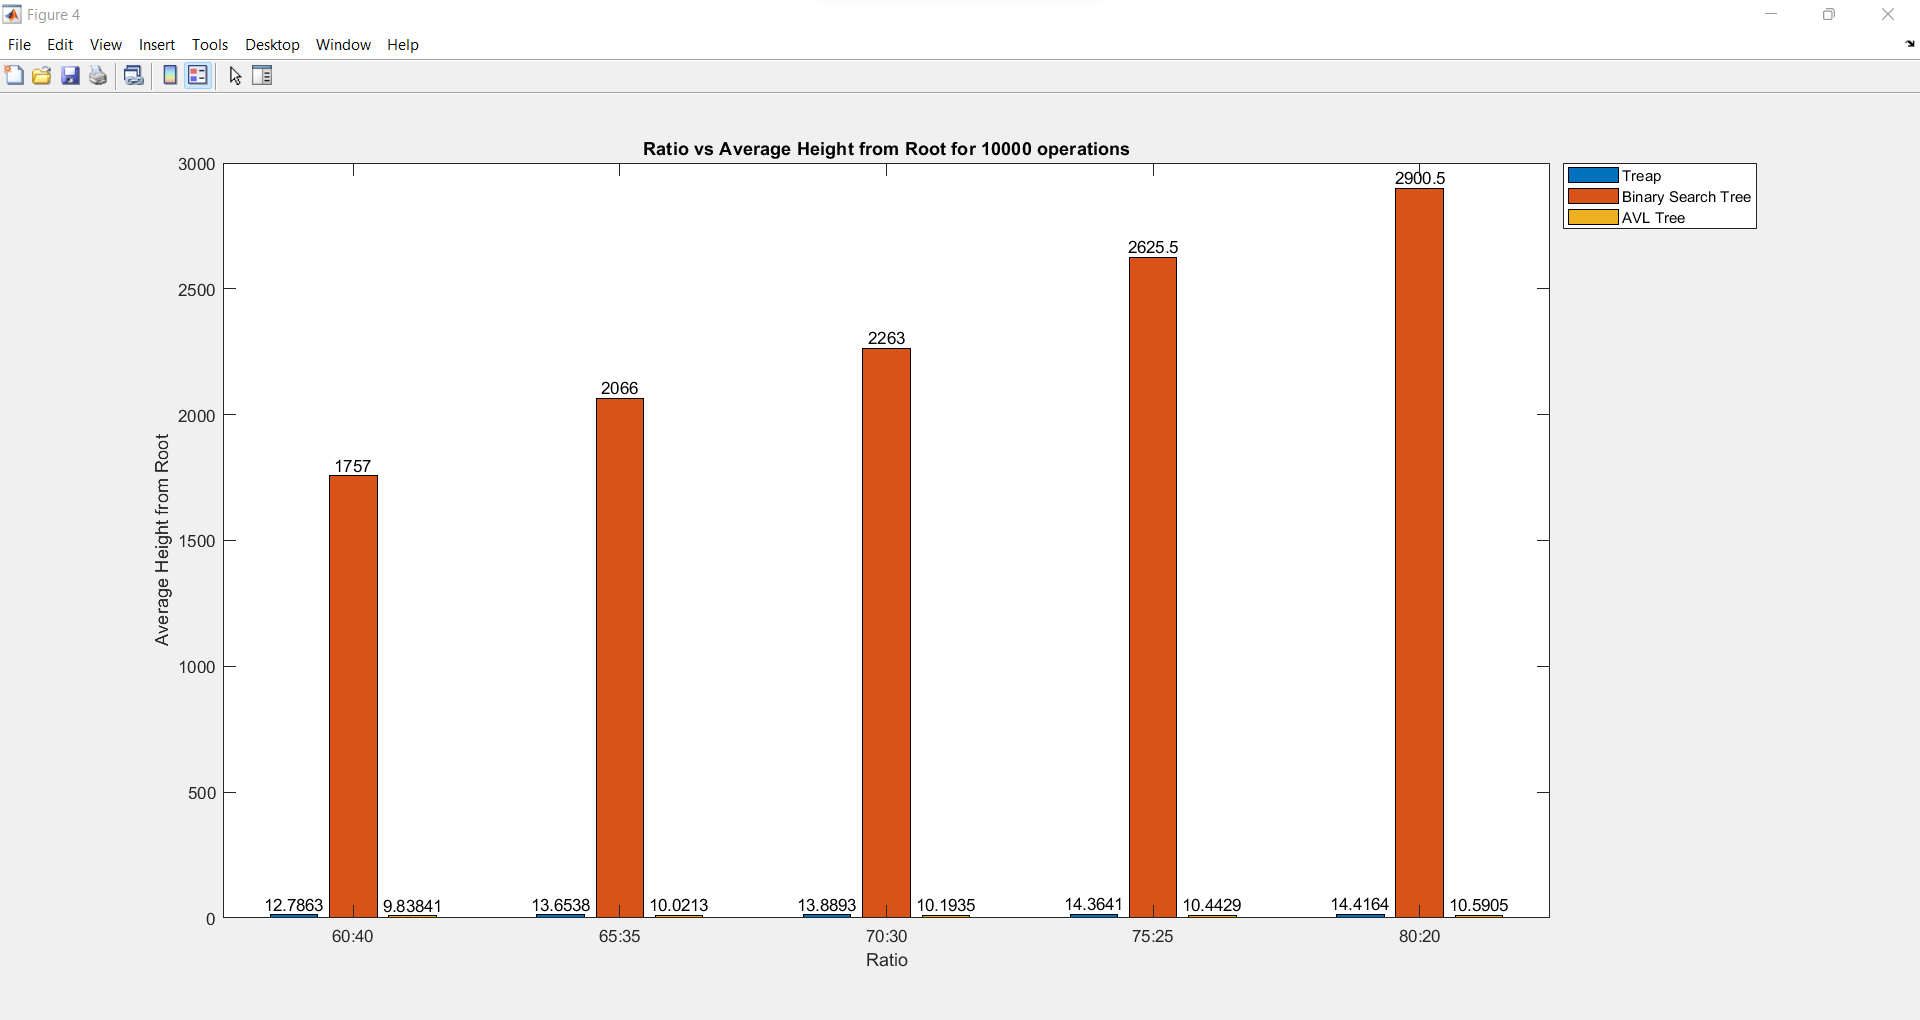 Figure 4
File Edit View Insert Tools Desktop Window Help
Ratio vs Average Height from Root for 10000 operations
3000
2500
2000
1500
1000
500
0
Average Height from Root
12.7863 1757 9.83841
13.6538 2066 10.0213
13.8893 2263 10.1935
14.3641 2625.5 10.4429
14.4164 2900.5 10.5905
60:40 65:35 70:30 75:25 80:20
Ratio
Treap
Binary Search Tree
AVL Tree